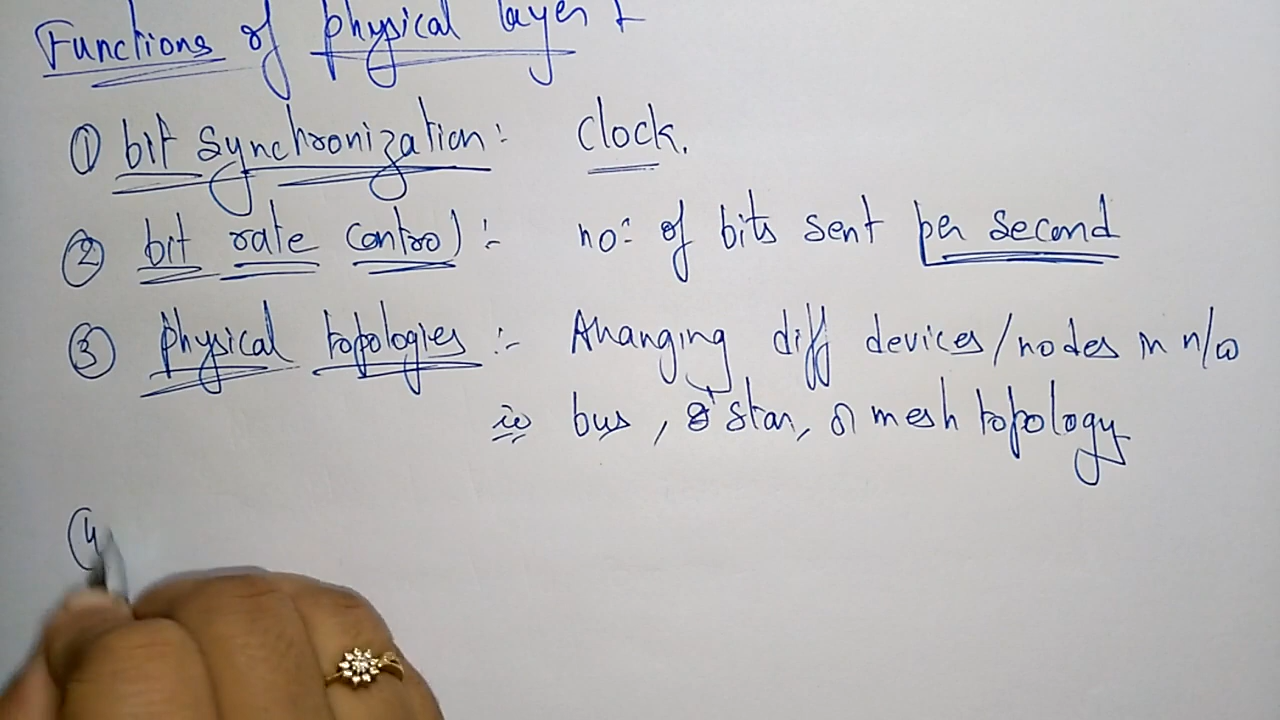 Functions of physical layer :-
① bit synchronization :- clock.
② bit rate control :- no: of bits sent per second
③ physical topologies :- Arranging diff devices/nodes in n/w
ie bus, star, or mesh topology
④